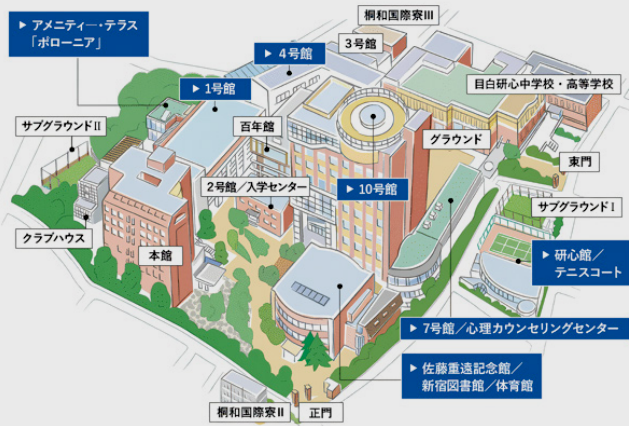 桐和国際寮Ⅲ
▶ アメニティー・テラス
「ポローニア」
3号館
▶ 4号館
目白研心中学校・高等学校
▶ 1号館
サブグラウンドⅡ
百年館
グラウンド
東門
2号館／入学センター
▶ 10号館
サブグラウンドⅠ
クラブハウス
本館
▶ 研心館／
テニスコート
▶ 7号館／心理カウンセリングセンター
▶ 佐藤重遠記念館／
新宿図書館／体育館
桐和国際寮Ⅱ
正門